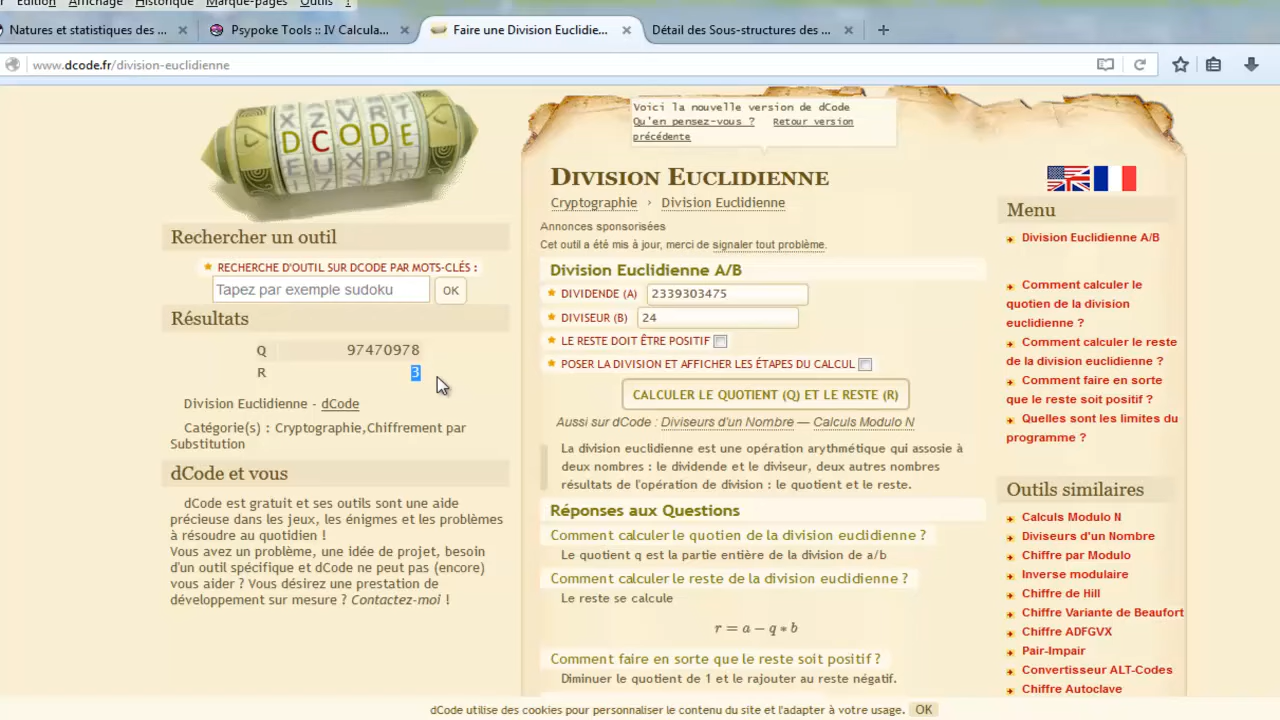 Edition Affichage Historique Marque-pages Outils ?
Natures et statistiques des ...
Psypoke Tools :: IV Calcula...
Faire une Division Euclidie...
Détail des Sous-structures des ...
www.dcode.fr/division-euclidienne
DCODE
Voici la nouvelle version de dCode
Qu'en pensez-vous ? Retour version
précédente
Rechercher un outil
RECHERCHE D'OUTIL SUR DCODE PAR MOTS-CLÉS :
Tapez par exemple sudoku
OK
Résultats
Q 97470978
R 3
Division Euclidienne - dCode
Catégorie(s) : Cryptographie,Chiffrement par
Substitution
dCode et vous
dCode est gratuit et ses outils sont une aide
précieuse dans les jeux, les énigmes et les problèmes
à résoudre au quotidien !
Vous avez un problème, une idée de projet, besoin
d'un outil spécifique et dCode ne peut pas (encore)
vous aider ? Vous désirez une prestation de
développement sur mesure ? Contactez-moi !
DIVISION EUCLIDIENNE
Cryptographie › Division Euclidienne
Annonces sponsorisées
Cet outil a été mis à jour, merci de signaler tout problème.
Division Euclidienne A/B
DIVIDENDE (A) 2339303475
DIVISEUR (B) 24
LE RESTE DOIT ÊTRE POSITIF
POSER LA DIVISION ET AFFICHER LES ÉTAPES DU CALCUL
CALCULER LE QUOTIENT (Q) ET LE RESTE (R)
Aussi sur dCode : Diviseurs d'un Nombre — Calculs Modulo N
La division euclidienne est une opération arythmétique qui associe à
deux nombres : le dividende et le diviseur, deux autres nombres
résultats de l'opération de division : le quotient et le reste.
Réponses aux Questions
Comment calculer le quotien de la division euclidienne ?
Le quotient q est la partie entière de la division de a/b
Comment calculer le reste de la division euclidienne ?
Le reste se calcule
r = a − q ∗ b
Comment faire en sorte que le reste soit positif ?
Diminuer le quotient de 1 et le rajouter au reste négatif.
Menu
Division Euclidienne A/B
Comment calculer le
quotien de la division
euclidienne ?
Comment calculer le reste
de la division euclidienne ?
Comment faire en sorte
que le reste soit positif ?
Quelles sont les limites du
programme ?
Outils similaires
Calculs Modulo N
Diviseurs d'un Nombre
Chiffre par Modulo
Inverse modulaire
Chiffre de Hill
Chiffre Variante de Beaufort
Chiffre ADFGVX
Pair-Impair
Convertisseur ALT-Codes
Chiffre Autoclave
dCode utilise des cookies pour personnaliser le contenu du site et l'adapter à votre usage. OK